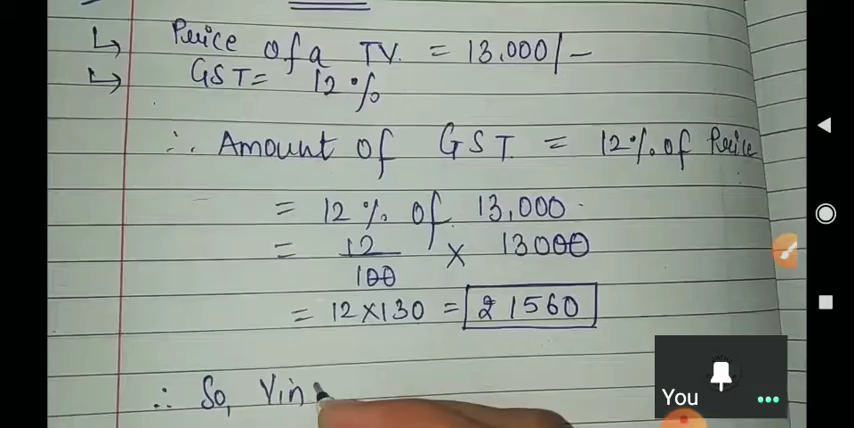 Price of a TV. = 13,000/-
GST = 12%
∴ Amount of GST. = 12% of Price
= 12% of 13,000
= 12/100 × 13000
= 12×130 = ₹ 1560
∴ So, Vin
You